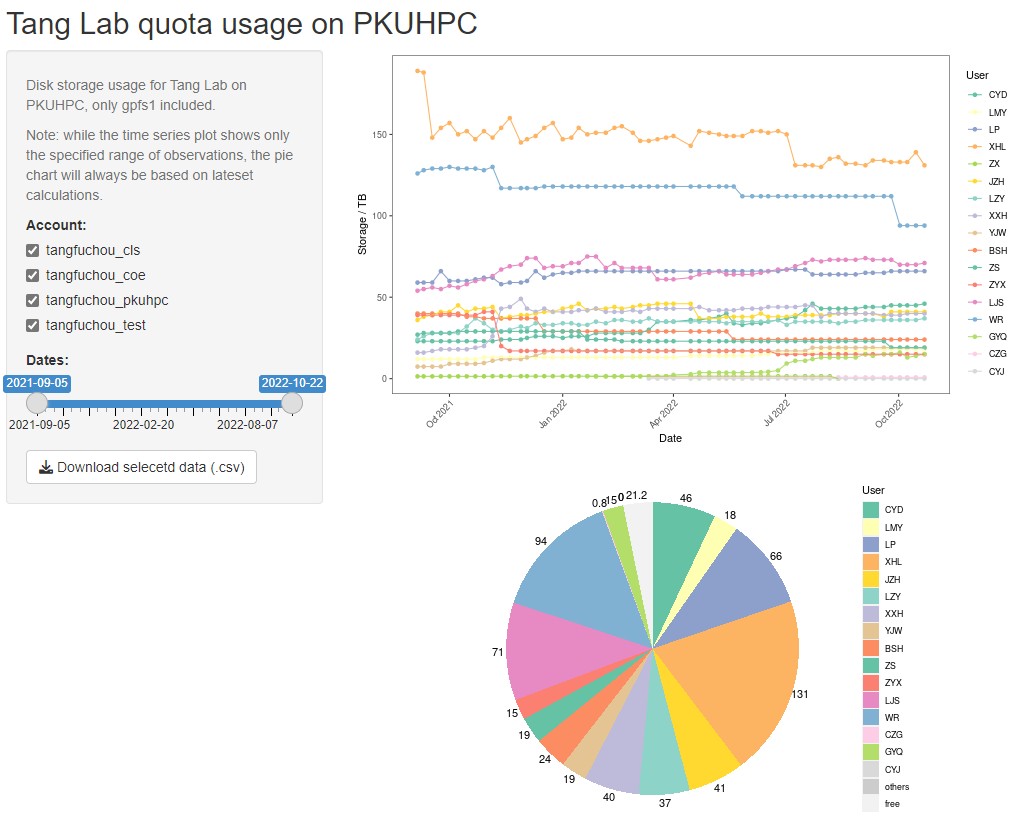 Tang Lab quota usage on PKUHPC
Disk storage usage for Tang Lab on
PKUHPC, only gpfs1 included.
Note: while the time series plot shows only
the specified range of observations, the pie
chart will always be based on lateset
calculations.
Account:
tangfuchou_cls
tangfuchou_coe
tangfuchou_pkuhpc
tangfuchou_test
Dates:
2021-09-05
2022-10-22
2021-09-05
2022-02-20
2022-08-07
Download selecetd data (.csv)
Storage / TB
150
100
50
0
Oct 2021
Jan 2022
Apr 2022
Jul 2022
Oct 2022
Date
User
CYD
LMY
LP
XHL
ZX
JZH
LZY
XXH
YJW
BSH
ZS
ZYX
LJS
WR
GYQ
CZG
CYJ
46
18
66
131
41
37
40
19
24
19
15
71
94
0.8
15
0
21.2
User
CYD
LMY
LP
XHL
JZH
LZY
XXH
YJW
BSH
ZS
ZYX
LJS
WR
CZG
GYQ
CYJ
others
free